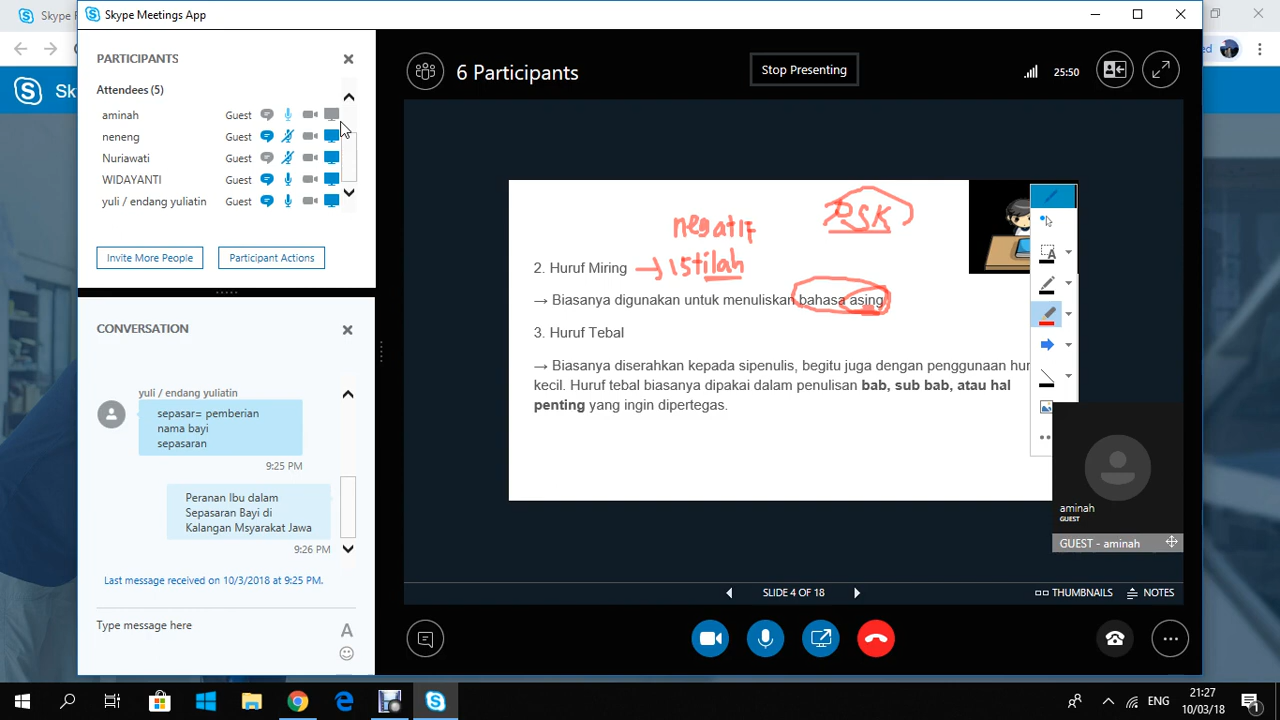 Skype
Skype Meetings App
ed
Sk
PARTICIPANTS
Attendees (5)
aminah Guest
neneng Guest
Nuriawati Guest
WIDAYANTI Guest
yuli / endang yuliatin Guest
Invite More People
Participant Actions
CONVERSATION
yuli / endang yuliatin
sepasar= pemberian
nama bayi
sepasaran
9:25 PM
Peranan Ibu dalam
Sepasaran Bayi di
Kalangan Msyarakat Jawa
9:26 PM
Last message received on 10/3/2018 at 9:25 PM.
Type message here
6 Participants
Stop Presenting
25:50
negatif
PSK
2. Huruf Miring → istilah
→ Biasanya digunakan untuk menuliskan bahasa asing
3. Huruf Tebal
→ Biasanya diserahkan kepada sipenulis, begitu juga dengan penggunaan hur
kecil. Huruf tebal biasanya dipakai dalam penulisan bab, sub bab, atau hal
penting yang ingin dipertegas.
aminah
GUEST
GUEST - aminah
SLIDE 4 OF 18
THUMBNAILS
NOTES
ENG
21:27
10/03/18
1